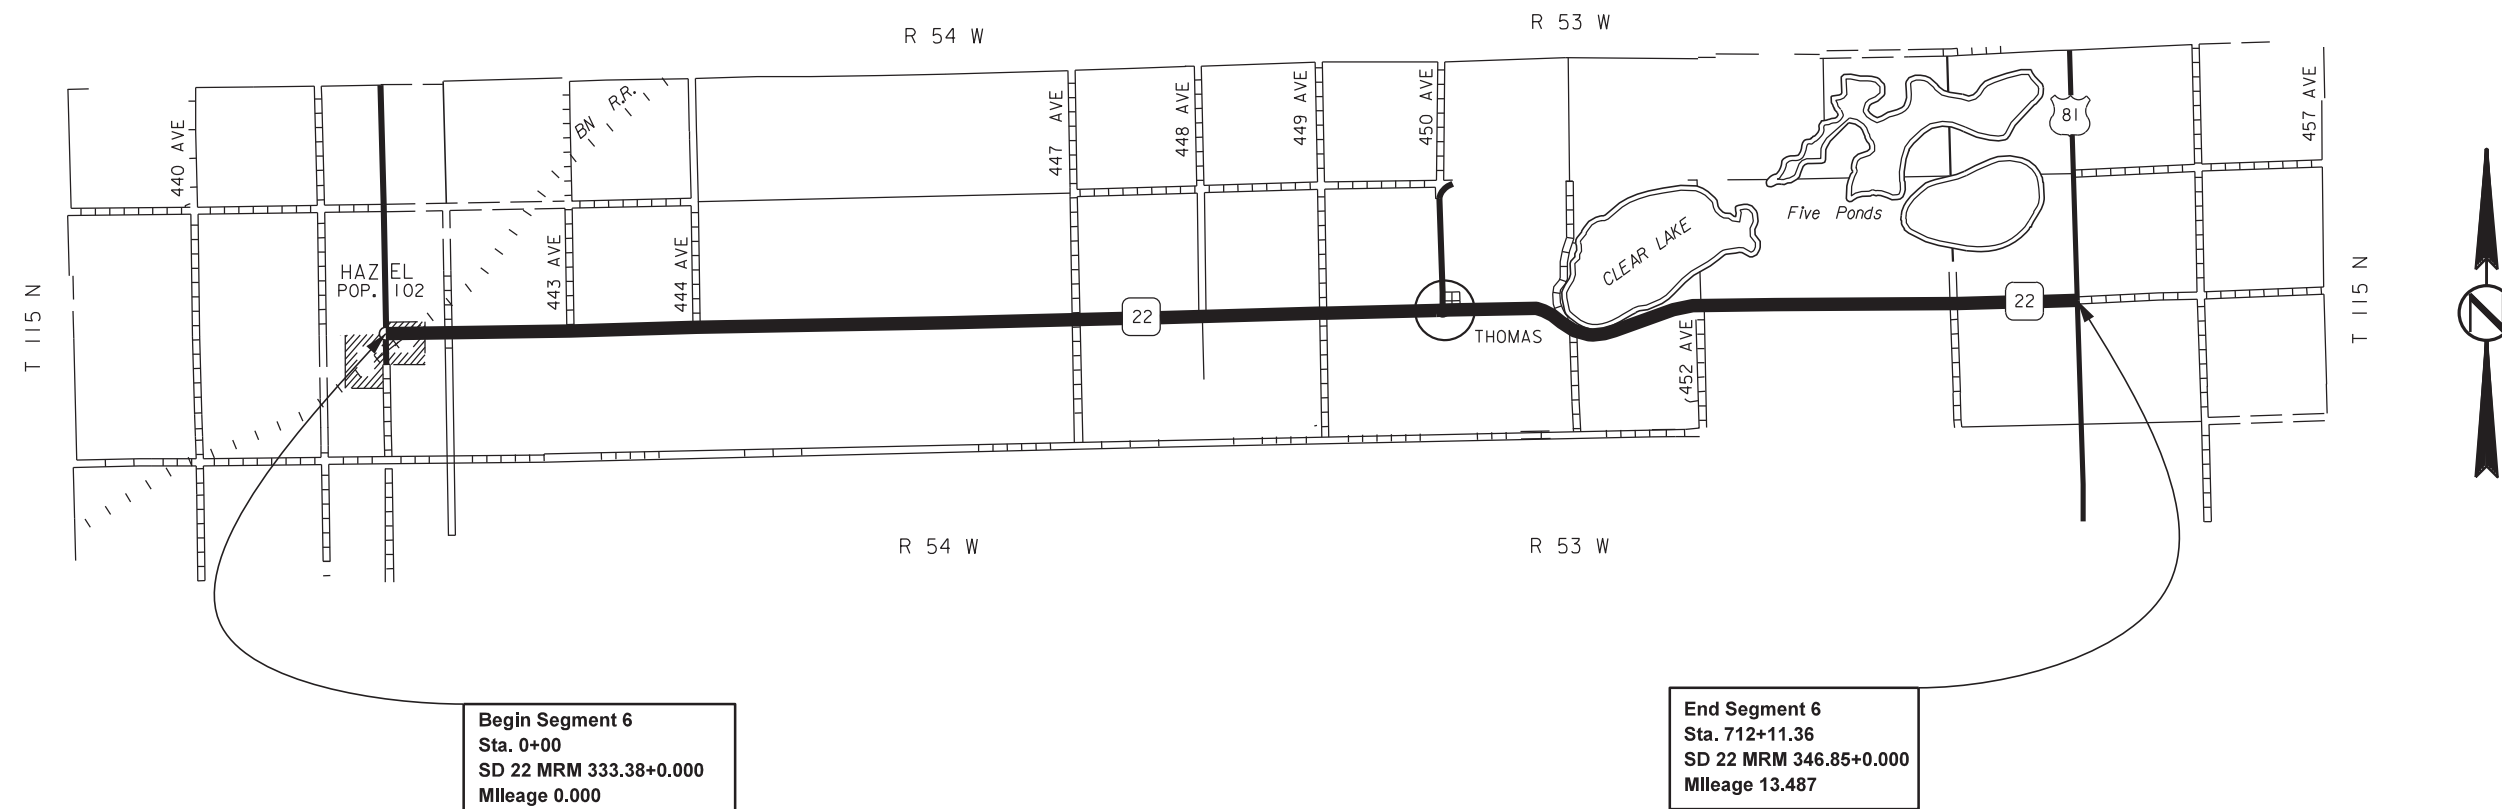 R 54 W
R 53 W
440 AVE
BN R.R.
447 AVE
448 AVE
449 AVE
450 AVE
81
457 AVE
HAZEL
POP. 102
443 AVE
444 AVE
CLEAR LAKE
Five Ponds
T 115 N
T 115 N
22
22
THOMAS
452 AVE
N
R 54 W
R 53 W
Begin Segment 6
Sta. 0+00
SD 22 MRM 333.38+0.000
Mileage 0.000
End Segment 6
Sta. 712+11.36
SD 22 MRM 346.85+0.000
Mileage 13.487